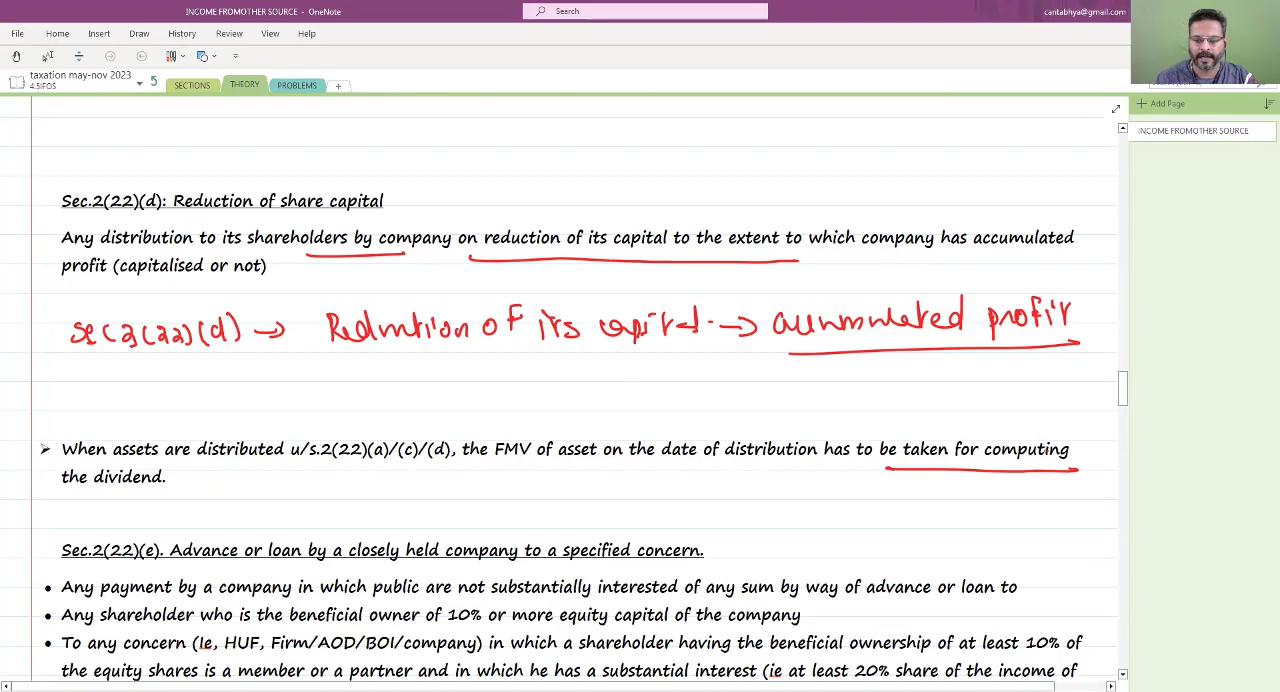 INCOME FROMOTHER SOURCE - OneNote
Search
cantabhya@gmail.com
File Home Insert Draw History Review View Help
taxation may-nov 2023
4.5IFOS
SECTIONS THEORY PROBLEMS
Add Page
INCOME FROMOTHER SOURCE
Sec.2(22)(d): Reduction of share capital
Any distribution to its shareholders by company on reduction of its capital to the extent to which company has accumulated
profit (capitalised or not)
sec 2(22)(d) → Reduction of its capital → accumulated profit
➢ When assets are distributed u/s.2(22)(a)/(c)/(d), the FMV of asset on the date of distribution has to be taken for computing
the dividend.
Sec.2(22)(e). Advance or loan by a closely held company to a specified concern.
• Any payment by a company in which public are not substantially interested of any sum by way of advance or loan to
• Any shareholder who is the beneficial owner of 10% or more equity capital of the company
• To any concern (Ie, HUF, Firm/AOD/BOI/company) in which a shareholder having the beneficial ownership of at least 10% of
the equity shares is a member or a partner and in which he has a substantial interest (ie at least 20% share of the income of